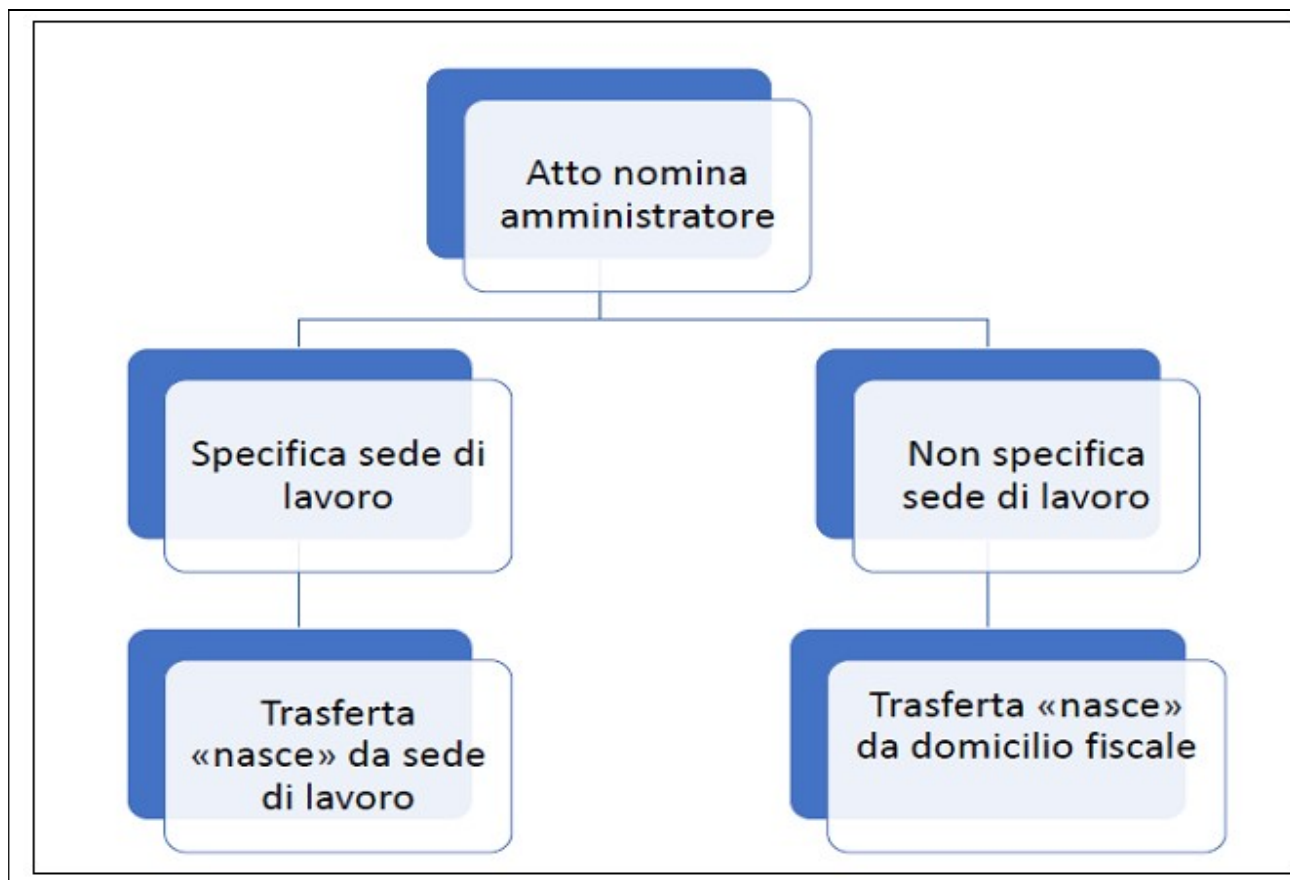 Atto nomina
amministratore
Specifica sede di
lavoro
Non specifica
sede di lavoro
Trasferta
«nasce» da sede
di lavoro
Trasferta «nasce»
da domicilio fiscale